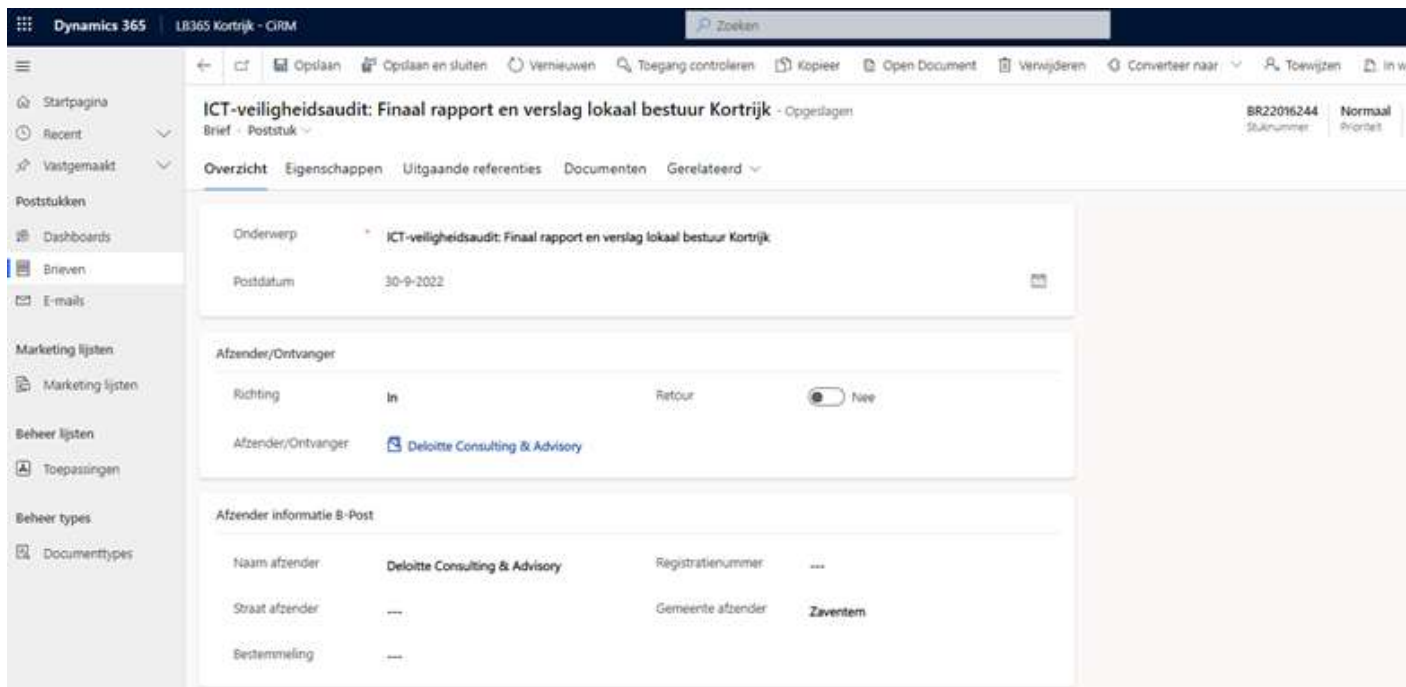 Dynamics 365 LB365 Kortrijk - CiRM Zoeken
Opslaan Opslaan en sluiten Vernieuwen Toegang controleren Kopieer Open Document Verwijderen Converteer naar Toewijzen In w
Startpagina
Recent
Vastgemaakt
Poststukken
Dashboards
Brieven
E-mails
Marketing lijsten
Marketing lijsten
Beheer lijsten
Toepassingen
Beheer types
Documenttypes
ICT-veiligheidsaudit: Finaal rapport en verslag lokaal bestuur Kortrijk - Opgeslagen
Brief · Poststuk
BR22016244 Normaal
Stuknummer Prioriteit
Overzicht Eigenschappen Uitgaande referenties Documenten Gerelateerd
Onderwerp * ICT-veiligheidsaudit: Finaal rapport en verslag lokaal bestuur Kortrijk
Postdatum 30-9-2022
Afzender/Ontvanger
Richting In Retour Nee
Afzender/Ontvanger Deloitte Consulting & Advisory
Afzender informatie B-Post
Naam afzender Deloitte Consulting & Advisory Registratienummer ---
Straat afzender --- Gemeente afzender Zaventem
Bestemmeling ---